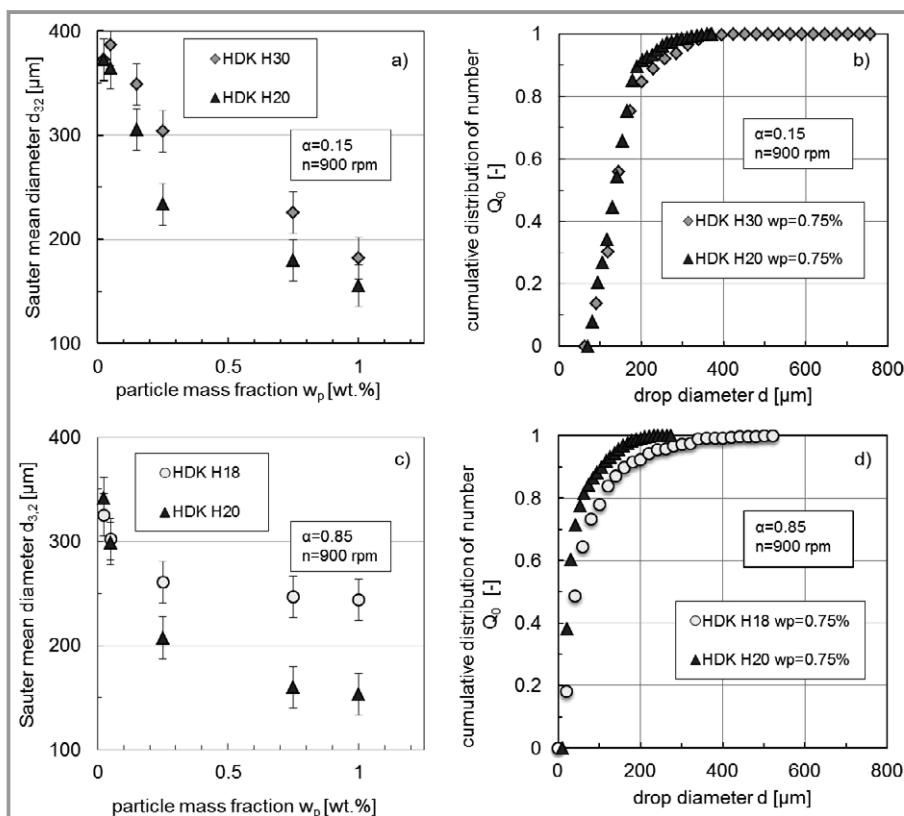 400
300
200
100
0
0.5
1
Sauter mean diameter d32 [µm]
particle mass fraction wp [wt.%]
HDK H30
HDK H20
a)
α=0.15
n=900 rpm
1
0.8
0.6
0.4
0.2
0
0
200
400
600
800
cumulative distribution of number
Q0 [-]
drop diameter d [µm]
b)
α=0.15
n=900 rpm
HDK H30 wp=0.75%
HDK H20 wp=0.75%
400
300
200
100
0
0.5
1
Sauter mean diameter d3,2 [µm]
particle mass fraction wp [wt.%]
c)
HDK H18
HDK H20
α=0.85
n=900 rpm
1
0.8
0.6
0.4
0.2
0
0
200
400
600
800
cumulative distribution of number
Q0 [-]
drop diameter d [µm]
d)
α=0.85
n=900 rpm
HDK H18 wp=0.75%
HDK H20 wp=0.75%